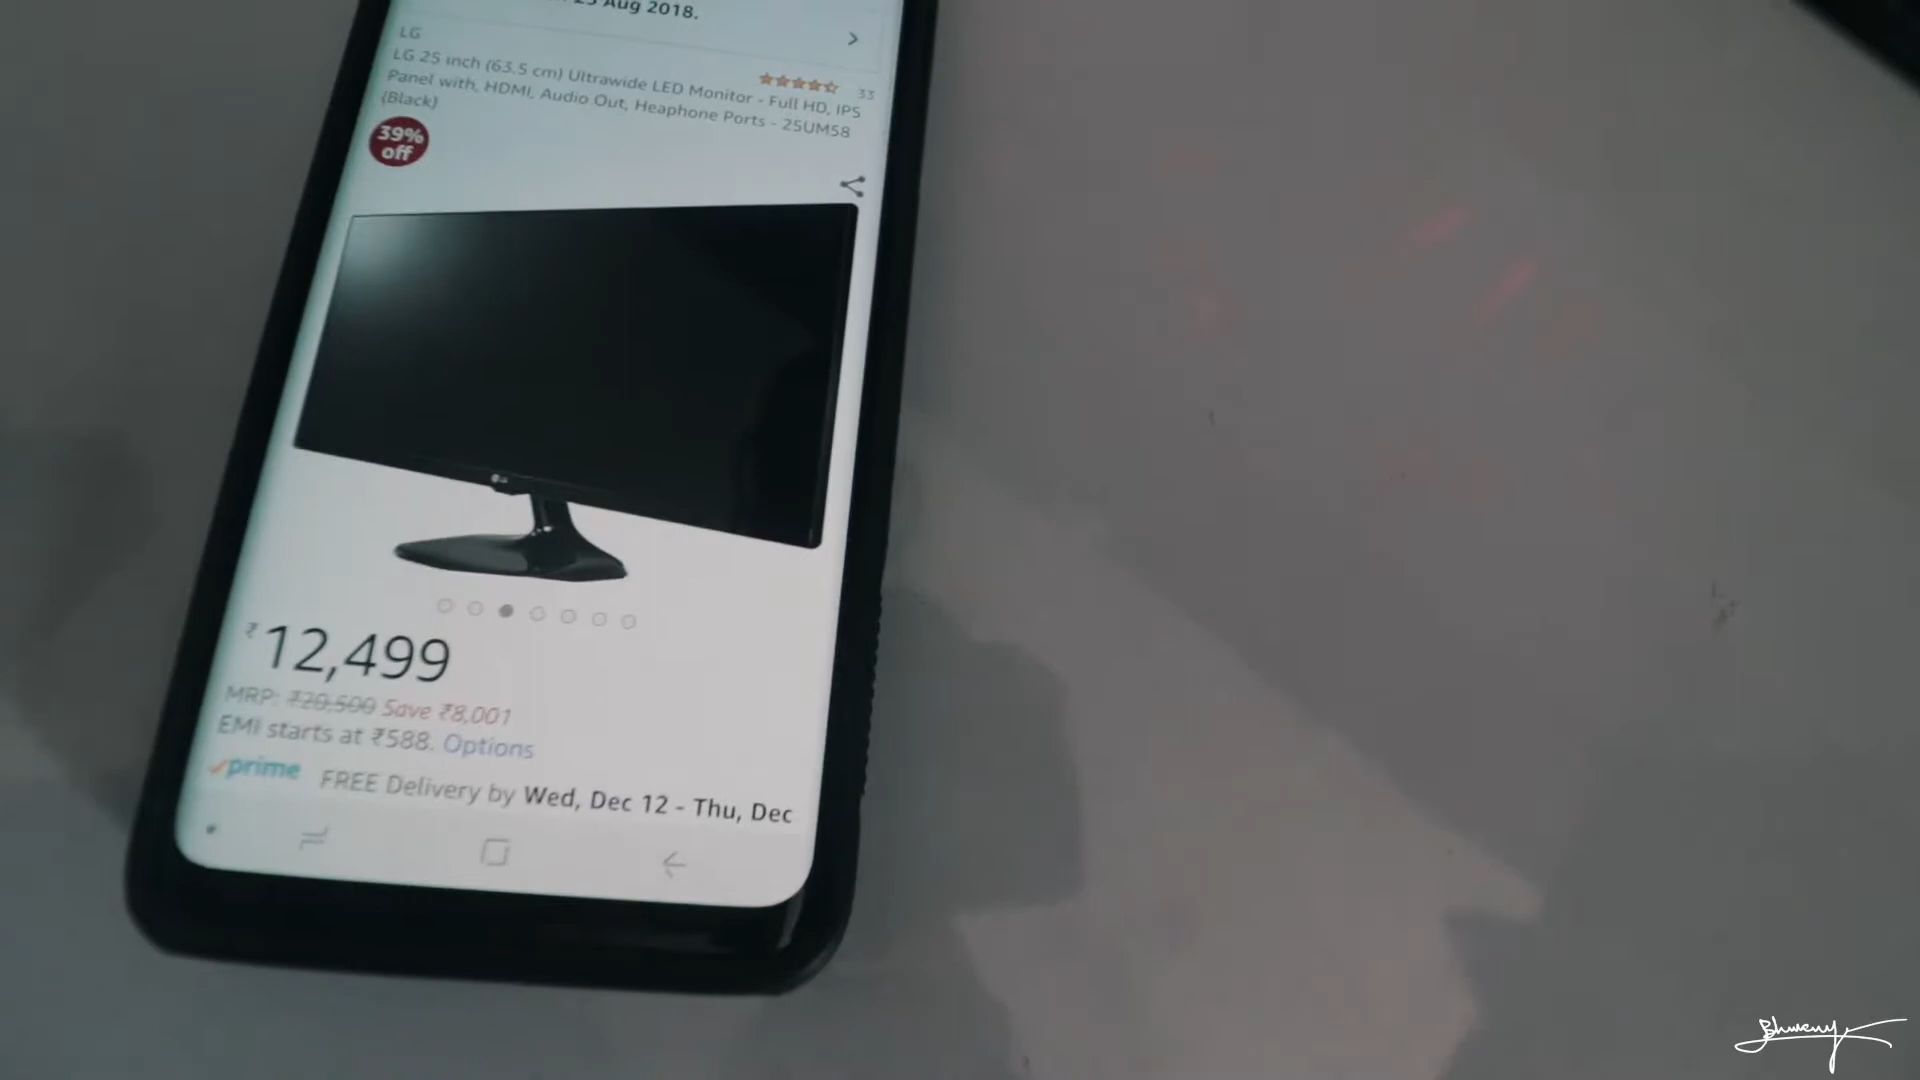 25 Aug 2018.
LG
LG 25 inch (63.5 cm) Ultrawide LED Monitor - Full HD, IPS
Panel with, HDMI, Audio Out, Heaphone Ports - 25UM58
(Black)
33
39%
off
LG
₹12,499
MRP: ₹20,500 Save ₹8,001
EMI starts at ₹588. Options
prime FREE Delivery by Wed, Dec 12 - Thu, Dec